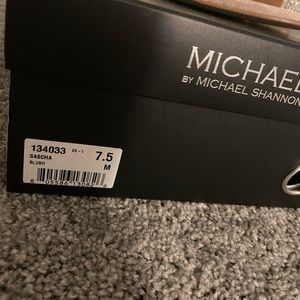 MICHAEL
BY MICHAEL SHANNON
134033 7.5
SASCHA M
BLUSH